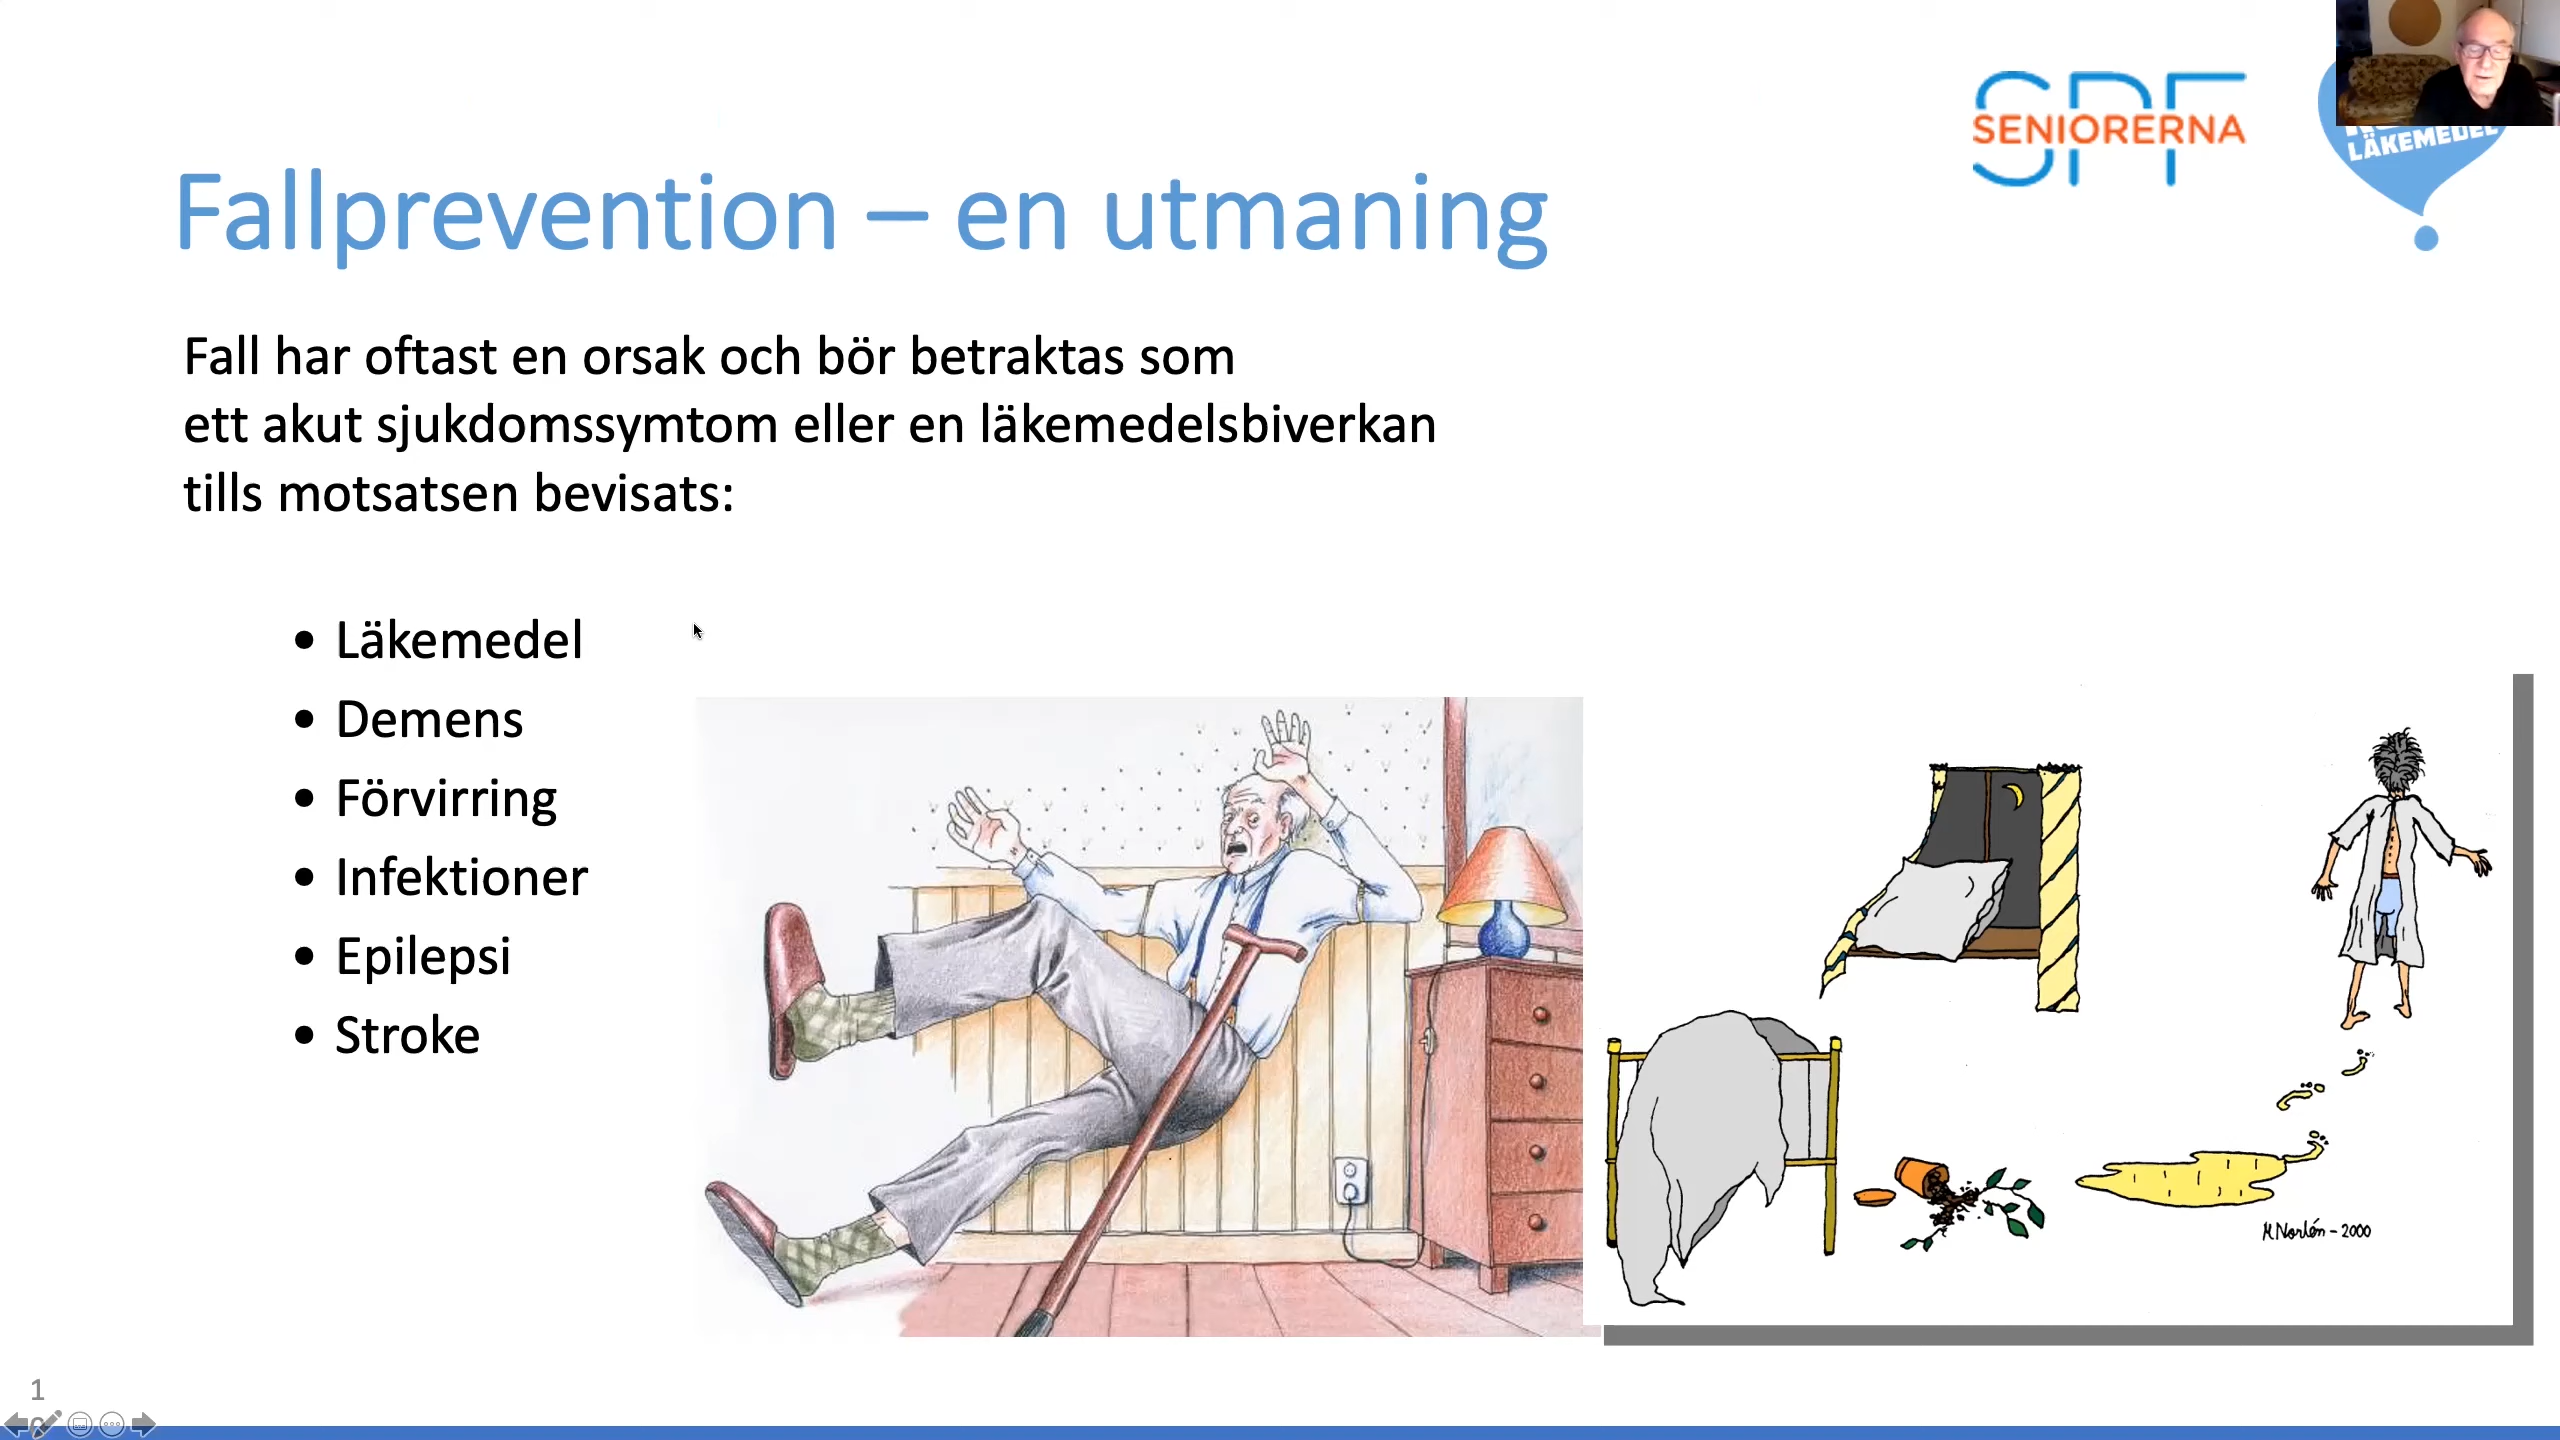 SPF
SENIORERNA
LÄKEMEDEL
Fallprevention – en utmaning
Fall har oftast en orsak och bör betraktas som
ett akut sjukdomssymtom eller en läkemedelsbiverkan
tills motsatsen bevisats:
• Läkemedel
• Demens
• Förvirring
• Infektioner
• Epilepsi
• Stroke
M Norlén - 2000
1